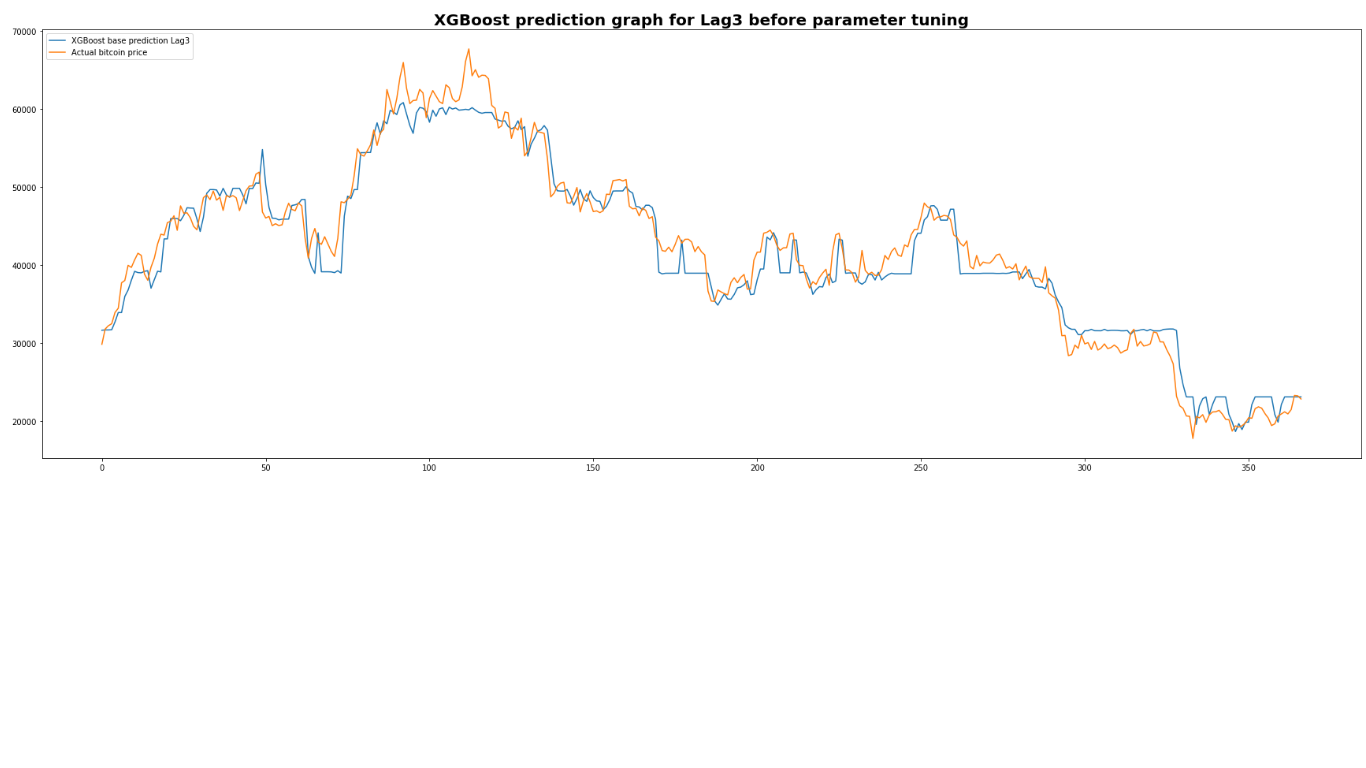 XGBoost prediction graph for Lag3 before parameter tuning
70000
XGBoost base prediction Lag3
Actual bitcoin price
60000
50000
40000
30000
20000
0 50 100 150 200 250 300 350